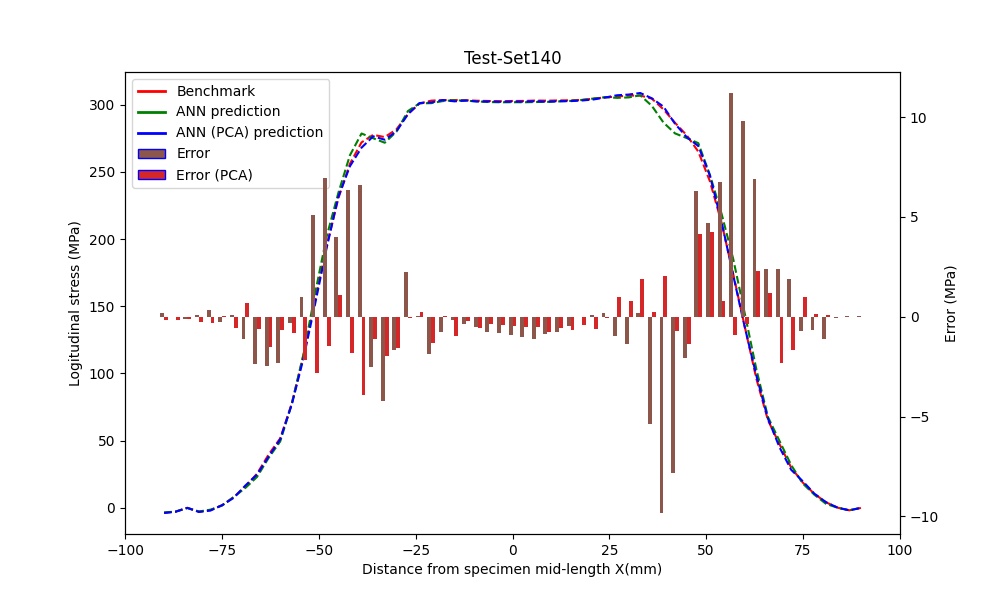 Test-Set140
Benchmark
ANN prediction
ANN (PCA) prediction
Error
Error (PCA)
300
250
200
150
100
50
0
Logitudinal stress (MPa)
10
5
0
−5
−10
Error (MPa)
−100 −75 −50 −25 0 25 50 75 100
Distance from specimen mid-length X(mm)